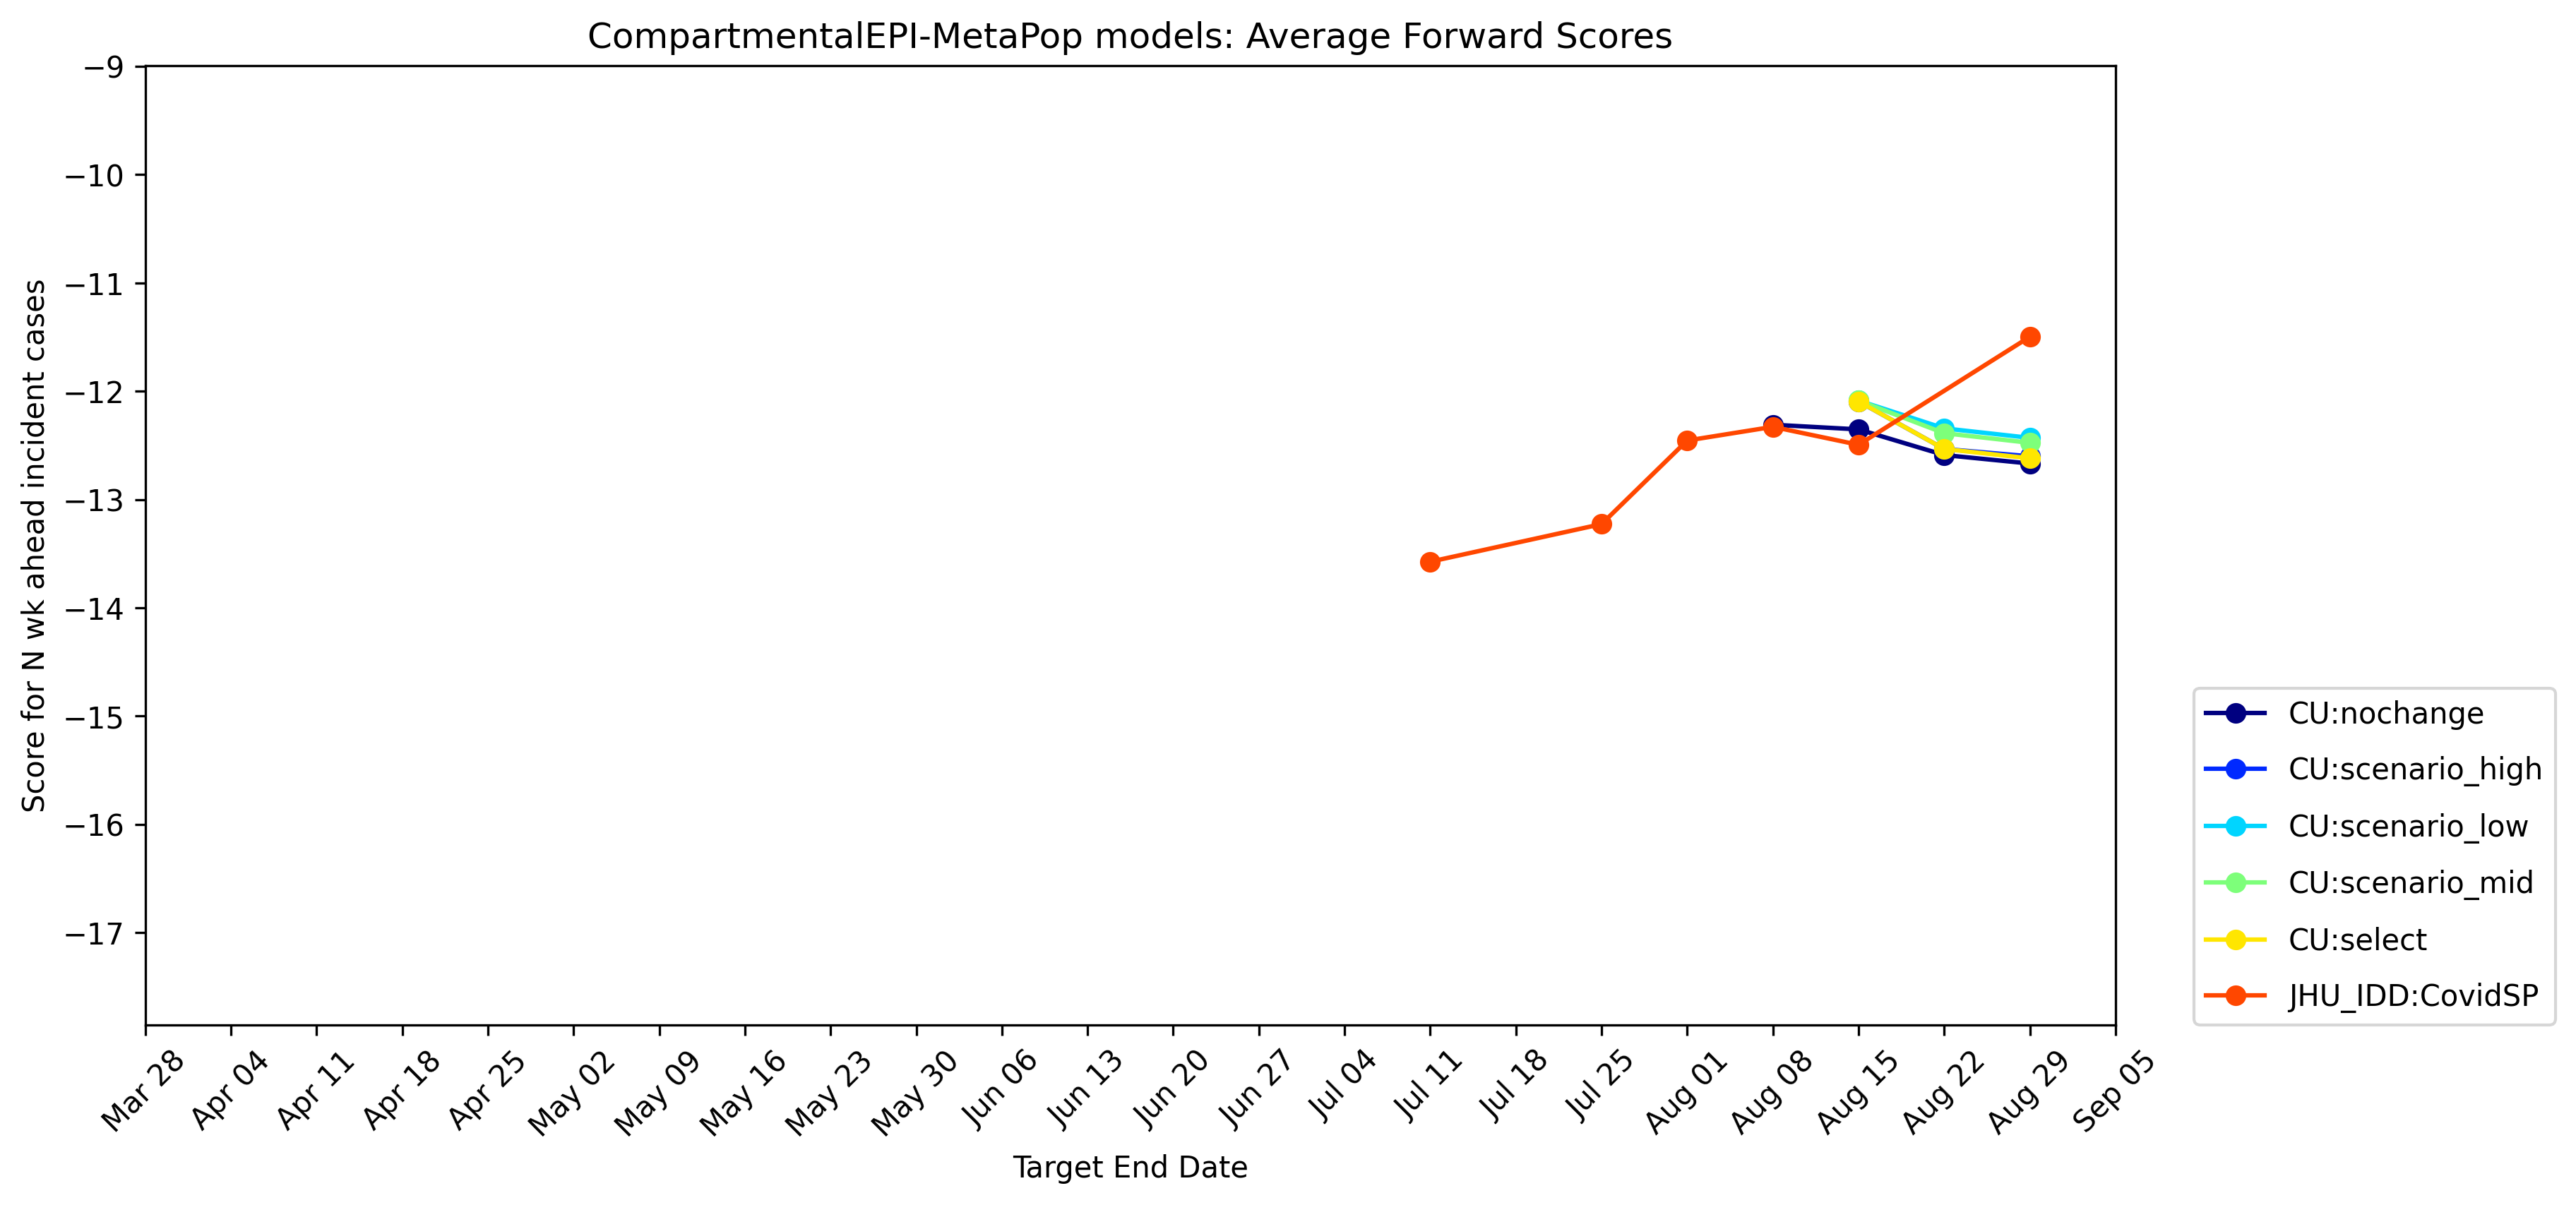 CompartmentalEPI-MetaPop models: Average Forward Scores
Score for N wk ahead incident cases
−9
−10
−11
−12
−13
−14
−15
−16
−17
Mar 28
Apr 04
Apr 11
Apr 18
Apr 25
May 02
May 09
May 16
May 23
May 30
Jun 06
Jun 13
Jun 20
Jun 27
Jul 04
Jul 11
Jul 18
Jul 25
Aug 01
Aug 08
Aug 15
Aug 22
Aug 29
Sep 05
Target End Date
CU:nochange
CU:scenario_high
CU:scenario_low
CU:scenario_mid
CU:select
JHU_IDD:CovidSP